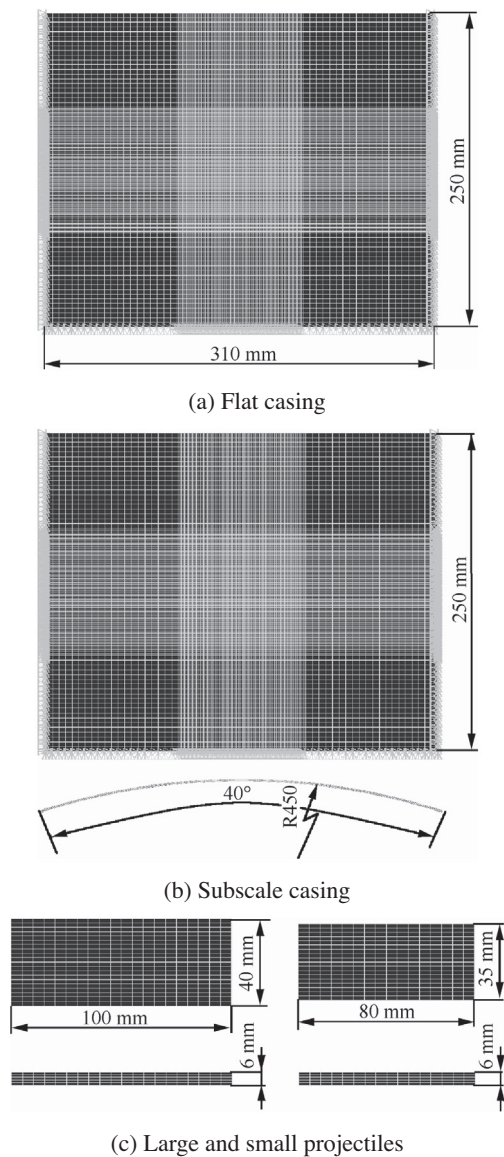 250 mm
310 mm
(a) Flat casing
250 mm
40°
R450
(b) Subscale casing
40 mm
35 mm
100 mm
80 mm
6 mm
6 mm
(c) Large and small projectiles